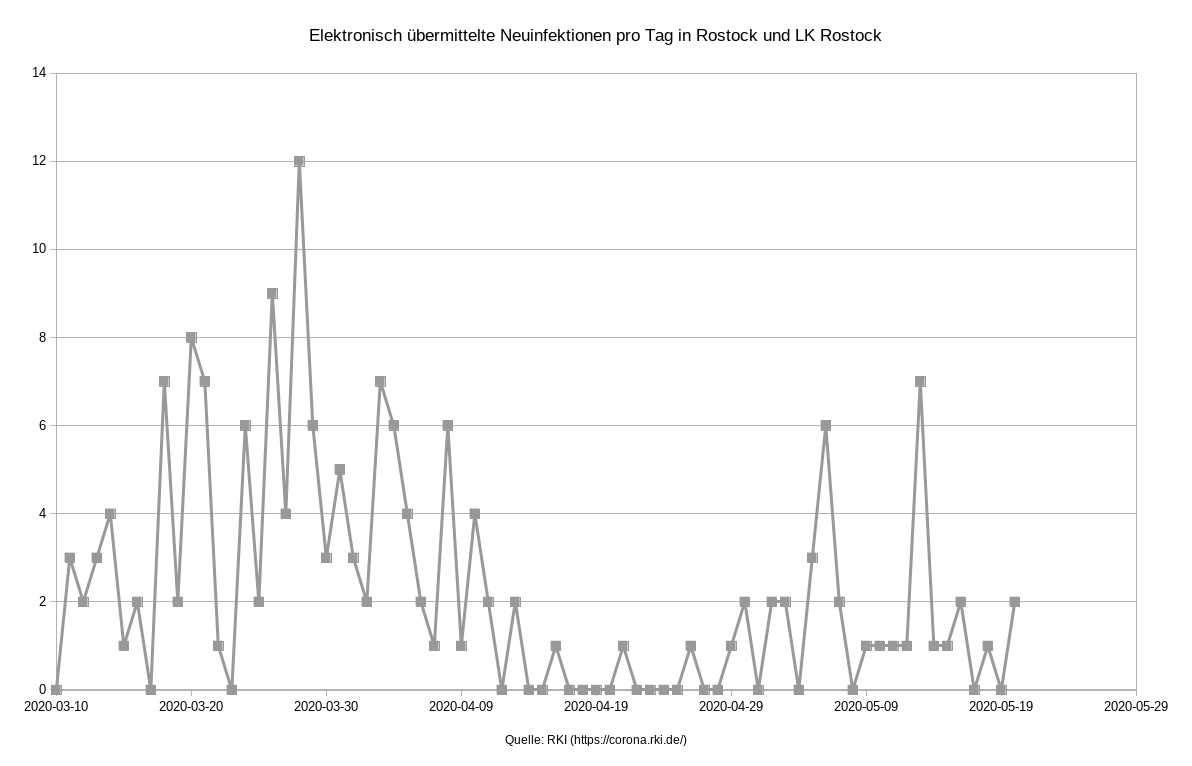 Elektronisch übermittelte Neuinfektionen pro Tag in Rostock und LK Rostock
14
12
10
8
6
4
2
0
2020-03-10 2020-03-20 2020-03-30 2020-04-09 2020-04-19 2020-04-29 2020-05-09 2020-05-19 2020-05-29
Quelle: RKI (https://corona.rki.de/)